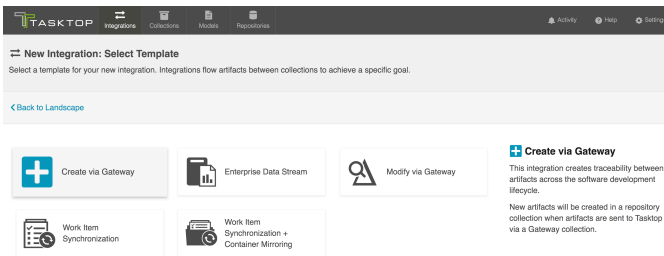 TASKTOP
Integrations
Collections
Models
Repositories
Activity
Help
Settings
New Integration: Select Template
Select a template for your new integration. Integrations flow artifacts between collections to achieve a specific goal.
Back to Landscape
Create via Gateway
Enterprise Data Stream
Modify via Gateway
Work Item
Synchronization
Work Item
Synchronization +
Container Mirroring
Create via Gateway
This integration creates traceability between
artifacts across the software development
lifecycle.
New artifacts will be created in a repository
collection when artifacts are sent to Tasktop
via a Gateway collection.